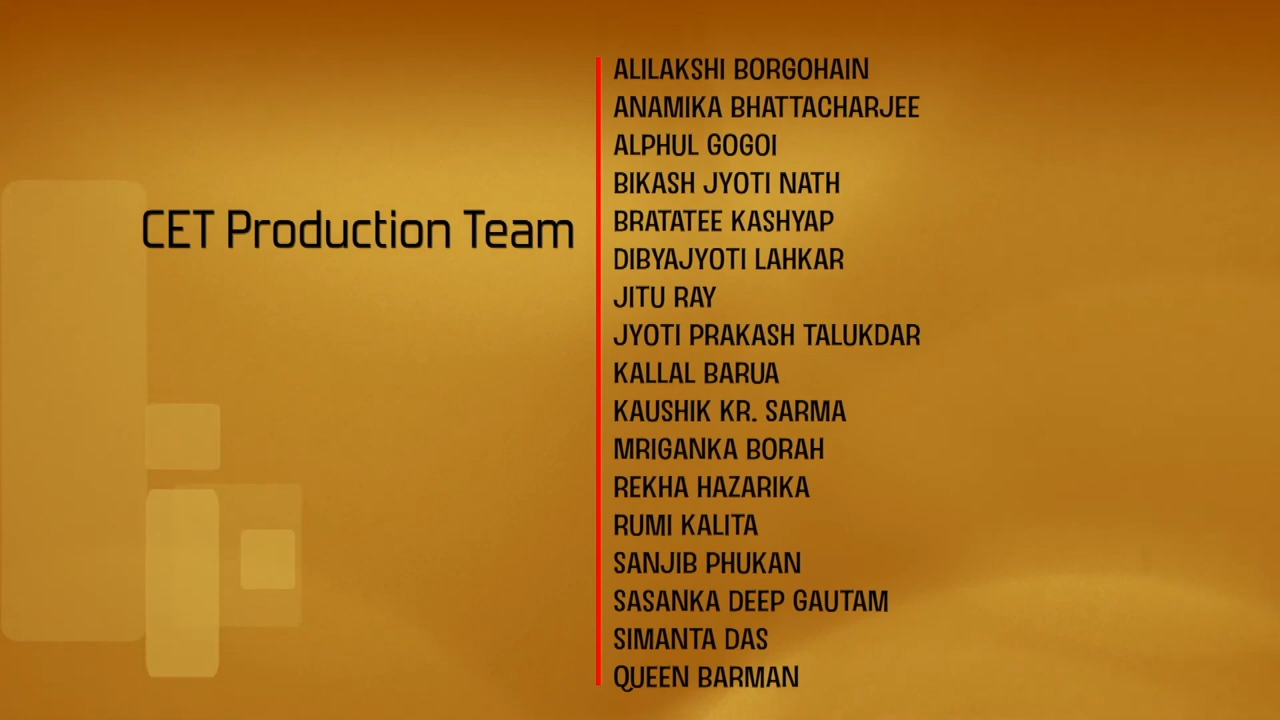 CET Production Team
ALILAKSHI BORGOHAIN
ANAMIKA BHATTACHARJEE
ALPHUL GOGOI
BIKASH JYOTI NATH
BRATATEE KASHYAP
DIBYAJYOTI LAHKAR
JITU RAY
JYOTI PRAKASH TALUKDAR
KALLAL BARUA
KAUSHIK KR. SARMA
MRIGANKA BORAH
REKHA HAZARIKA
RUMI KALITA
SANJIB PHUKAN
SASANKA DEEP GAUTAM
SIMANTA DAS
QUEEN BARMAN